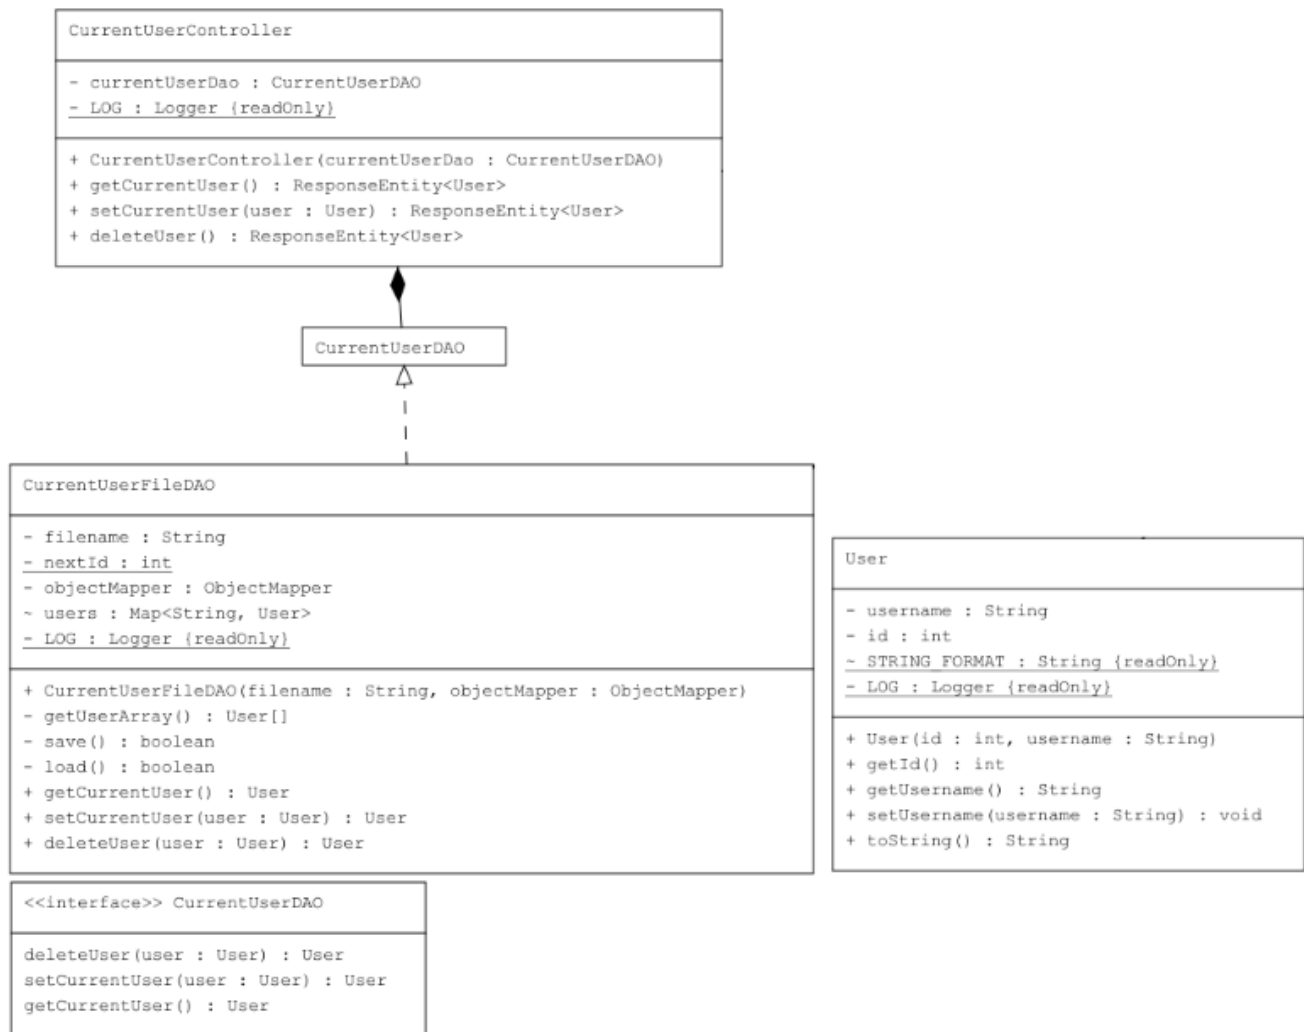 CurrentUserController
- currentUserDao : CurrentUserDAO
- LOG : Logger {readOnly}
+ CurrentUserController(currentUserDao : CurrentUserDAO)
+ getCurrentUser() : ResponseEntity<User>
+ setCurrentUser(user : User) : ResponseEntity<User>
+ deleteUser() : ResponseEntity<User>
CurrentUserDAO
CurrentUserFileDAO
- filename : String
- nextId : int
- objectMapper : ObjectMapper
~ users : Map<String, User>
- LOG : Logger {readOnly}
+ CurrentUserFileDAO(filename : String, objectMapper : ObjectMapper)
- getUserArray() : User[]
- save() : boolean
- load() : boolean
+ getCurrentUser() : User
+ setCurrentUser(user : User) : User
+ deleteUser(user : User) : User
User
- username : String
- id : int
~ STRING_FORMAT : String {readOnly}
- LOG : Logger {readOnly}
+ User(id : int, username : String)
+ getId() : int
+ getUsername() : String
+ setUsername(username : String) : void
+ toString() : String
<<interface>> CurrentUserDAO
deleteUser(user : User) : User
setCurrentUser(user : User) : User
getCurrentUser() : User